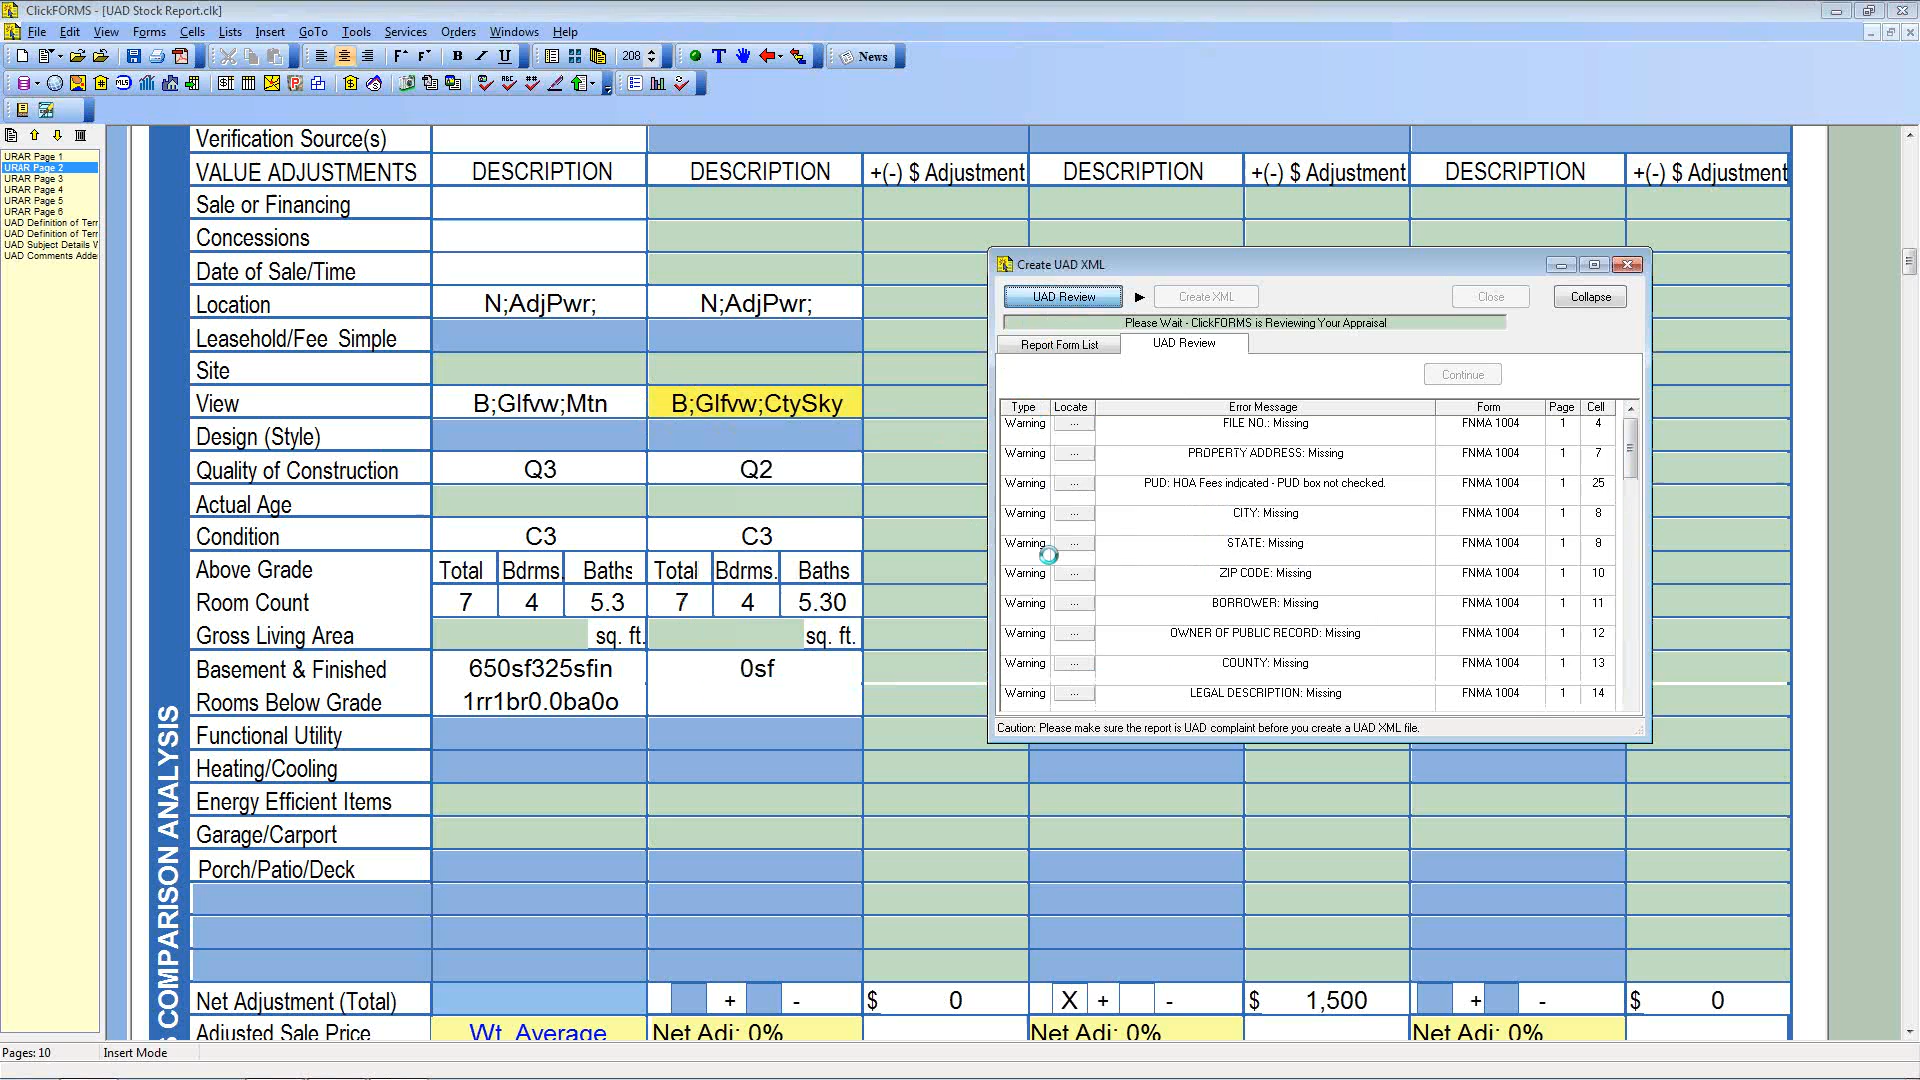 ClickFORMS - [UAD Stock Report.clk]
File Edit View Forms Cells Lists Insert GoTo Tools Services Orders Windows Help
B I U 208 T News
URAR Page 1
URAR Page 2
URAR Page 3
URAR Page 4
URAR Page 5
URAR Page 6
UAD Definition of Terr
UAD Definition of Terr
UAD Subject Details V
UAD Comments Adde
COMPARISON ANALYSIS
Verification Source(s)
VALUE ADJUSTMENTS DESCRIPTION DESCRIPTION +(-) $ Adjustment DESCRIPTION +(-) $ Adjustment DESCRIPTION +(-) $ Adjustment
Sale or Financing
Concessions
Date of Sale/Time
Location N;AdjPwr; N;AdjPwr;
Leasehold/Fee Simple
Site
View B;Glfvw;Mtn B;Glfvw;CtySky
Design (Style)
Quality of Construction Q3 Q2
Actual Age
Condition C3 C3
Above Grade Total Bdrms. Baths Total Bdrms. Baths
Room Count 7 4 5.3 7 4 5.30
Gross Living Area sq. ft. sq. ft.
Basement & Finished 650sf325sfin 0sf
Rooms Below Grade 1rr1br0.0ba0o
Functional Utility
Heating/Cooling
Energy Efficient Items
Garage/Carport
Porch/Patio/Deck
Net Adjustment (Total) + - $ 0 X + - $ 1,500 + - $ 0
Adjusted Sale Price Wt. Average Net Adj: 0% Net Adj: 0% Net Adj: 0%
Create UAD XML
UAD Review Create XML Close Collapse
Please Wait - ClickFORMS is Reviewing Your Appraisal
Report Form List UAD Review
Continue
Type Locate Error Message Form Page Cell
Warning ... FILE NO.: Missing FNMA 1004 1 4
Warning ... PROPERTY ADDRESS: Missing FNMA 1004 1 7
Warning ... PUD: HOA Fees indicated - PUD box not checked. FNMA 1004 1 25
Warning ... CITY: Missing FNMA 1004 1 8
Warning ... STATE: Missing FNMA 1004 1 8
Warning ... ZIP CODE: Missing FNMA 1004 1 10
Warning ... BORROWER: Missing FNMA 1004 1 11
Warning ... OWNER OF PUBLIC RECORD: Missing FNMA 1004 1 12
Warning ... COUNTY: Missing FNMA 1004 1 13
Warning ... LEGAL DESCRIPTION: Missing FNMA 1004 1 14
Caution: Please make sure the report is UAD complaint before you create a UAD XML file.
Pages: 10 Insert Mode